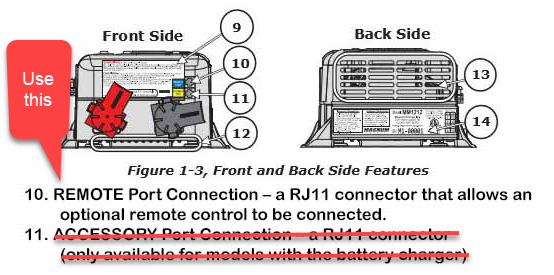 Front Side
Back Side
9
10
11
12
13
14
Use
this
MM1212
MAGNUM
Figure 1-3, Front and Back Side Features
10. REMOTE Port Connection – a RJ11 connector that allows an
optional remote control to be connected.
11. ACCESSORY Port Connection – a RJ11 connector
(only available for models with the battery charger)